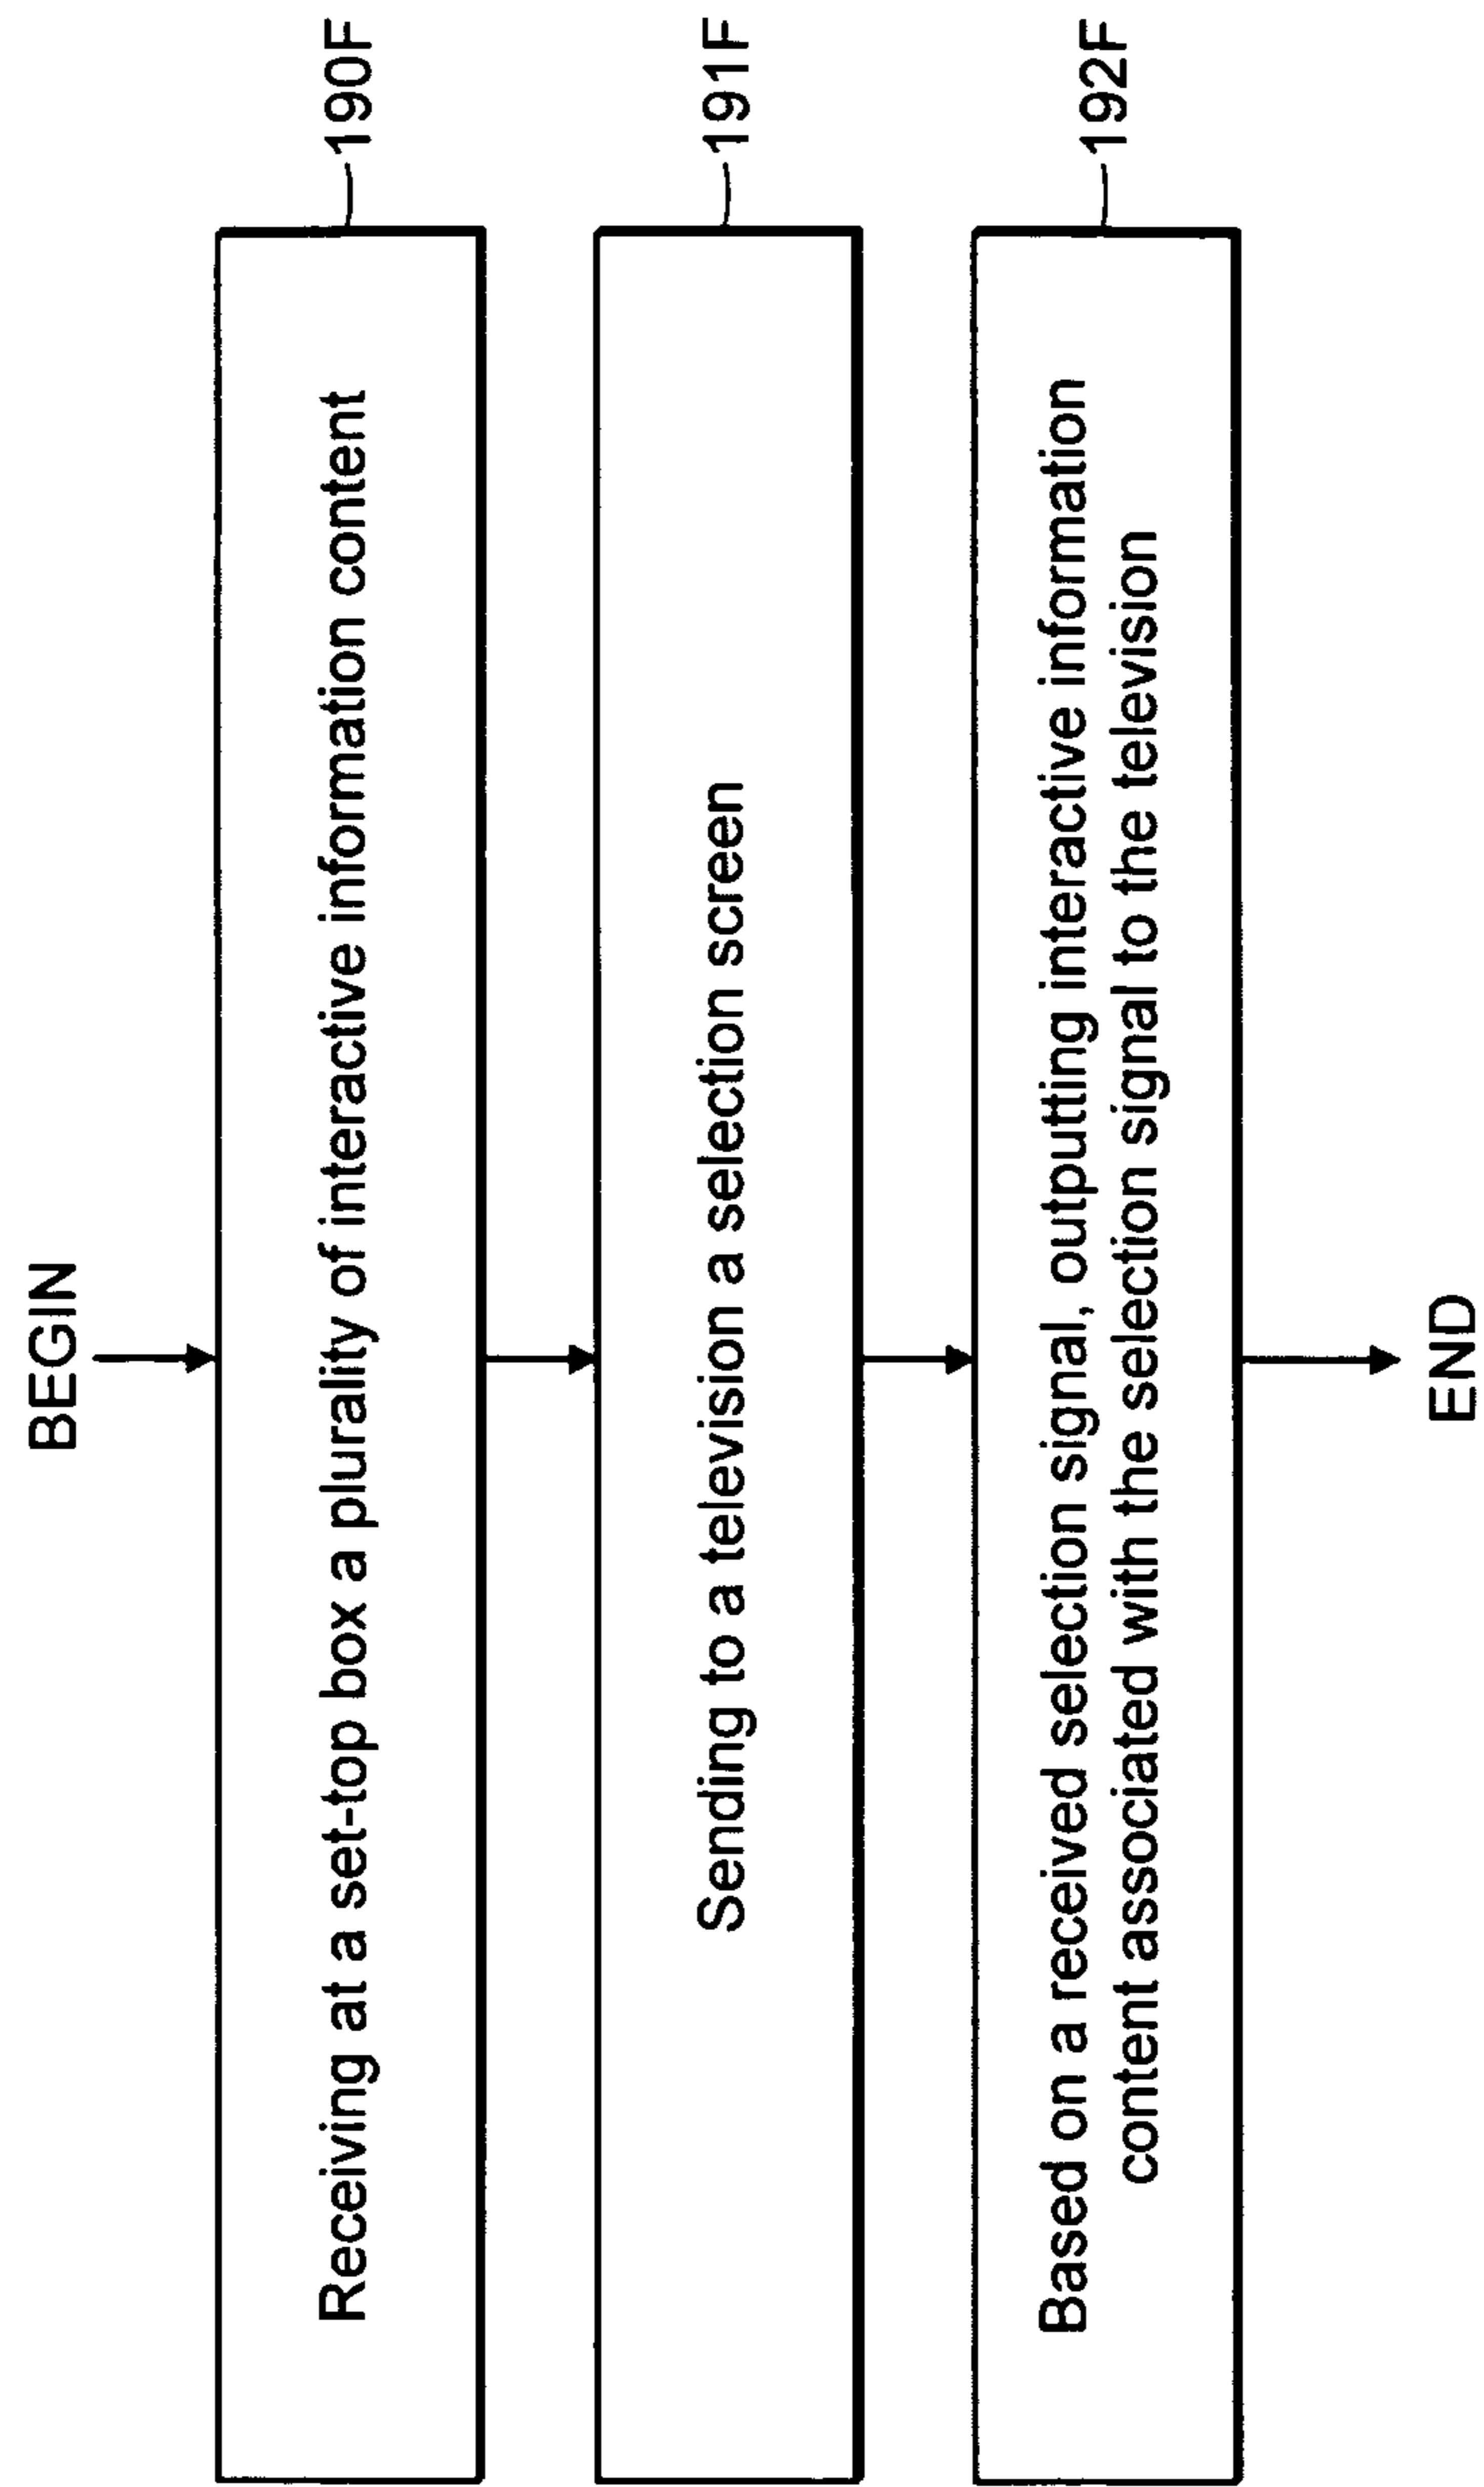 BEGIN
Receiving at a set-top box a plurality of interactive information content
190F
Sending to a television a selection screen
191F
Based on a received selection signal, outputting interactive information
content associated with the selection signal to the television
192F
END